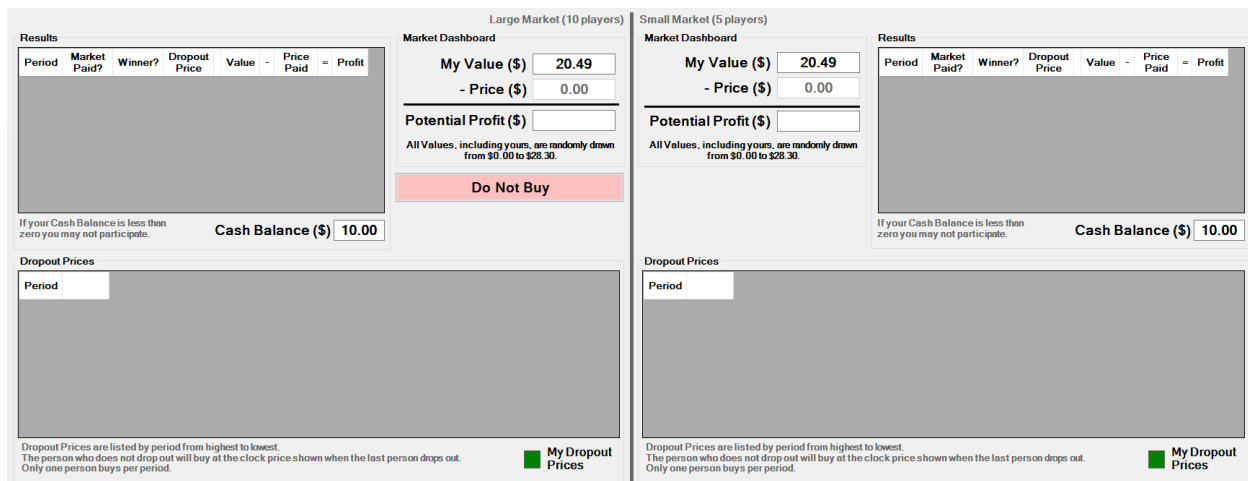 Large Market (10 players)
Results
Period Market Paid? Winner? Dropout Price Value - Price Paid = Profit
If your Cash Balance is less than
zero you may not participate.
Cash Balance ($) 10.00
Market Dashboard
My Value ($) 20.49
- Price ($) 0.00
Potential Profit ($)
All Values, including yours, are randomly drawn
from $0.00 to $28.30.
Do Not Buy
Dropout Prices
Period
Dropout Prices are listed by period from highest to lowest.
The person who does not drop out will buy at the clock price shown when the last person drops out.
Only one person buys per period.
My Dropout
Prices
Small Market (5 players)
Market Dashboard
My Value ($) 20.49
- Price ($) 0.00
Potential Profit ($)
All Values, including yours, are randomly drawn
from $0.00 to $28.30.
Results
Period Market Paid? Winner? Dropout Price Value - Price Paid = Profit
If your Cash Balance is less than
zero you may not participate.
Cash Balance ($) 10.00
Dropout Prices
Period
Dropout Prices are listed by period from highest to lowest.
The person who does not drop out will buy at the clock price shown when the last person drops out.
Only one person buys per period.
My Dropout
Prices